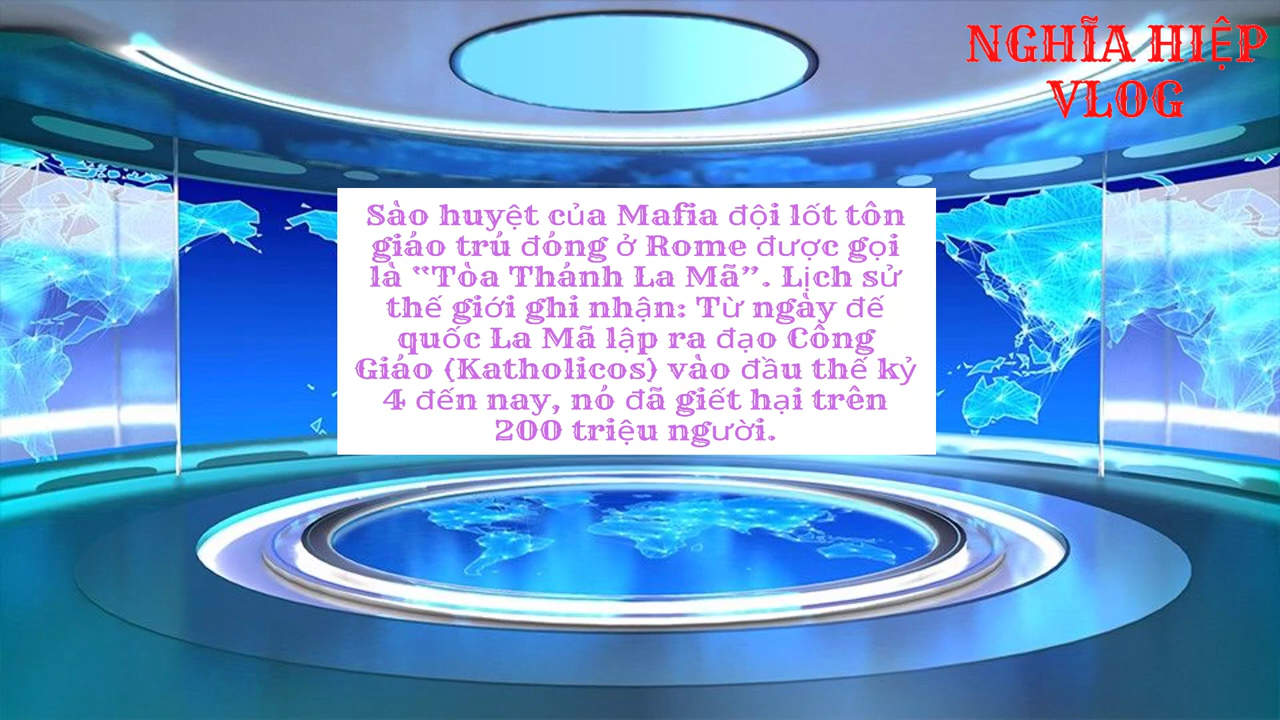 NGHĨA HIỆP
VLOG
Sào huyệt của Mafia đội lốt tôn
giáo trú đóng ở Rome được gọi
là “Tòa Thánh La Mã”. Lịch sử
thế giới ghi nhận: Từ ngày đế
quốc La Mã lập ra đạo Công
Giáo (Katholicos) vào đầu thế kỷ
4 đến nay, nó đã giết hại trên
200 triệu người.